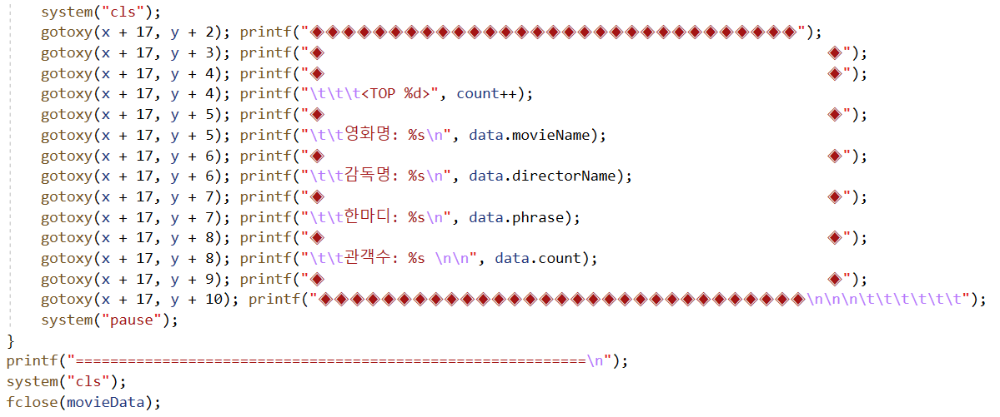 system("cls");
gotoxy(x + 17, y + 2); printf("◈◈◈◈◈◈◈◈◈◈◈◈◈◈◈◈◈◈◈◈◈◈◈◈◈◈◈◈◈◈◈");
gotoxy(x + 17, y + 3); printf("◈                                                          ◈");
gotoxy(x + 17, y + 4); printf("◈                                                          ◈");
gotoxy(x + 17, y + 4); printf("\t\t\t<TOP %d>", count++);
gotoxy(x + 17, y + 5); printf("◈                                                          ◈");
gotoxy(x + 17, y + 5); printf("\t\t영화명: %s\n", data.movieName);
gotoxy(x + 17, y + 6); printf("◈                                                          ◈");
gotoxy(x + 17, y + 6); printf("\t\t감독명: %s\n", data.directorName);
gotoxy(x + 17, y + 7); printf("◈                                                          ◈");
gotoxy(x + 17, y + 7); printf("\t\t한마디: %s\n", data.phrase);
gotoxy(x + 17, y + 8); printf("◈                                                          ◈");
gotoxy(x + 17, y + 8); printf("\t\t관객수: %s \n\n", data.count);
gotoxy(x + 17, y + 9); printf("◈                                                          ◈");
gotoxy(x + 17, y + 10); printf("◈◈◈◈◈◈◈◈◈◈◈◈◈◈◈◈◈◈◈◈◈◈◈◈◈◈◈◈◈◈◈\n\n\n\t\t\t\t\t\t");
system("pause");
}
printf("===========================================================\n");
system("cls");
fclose(movieData);